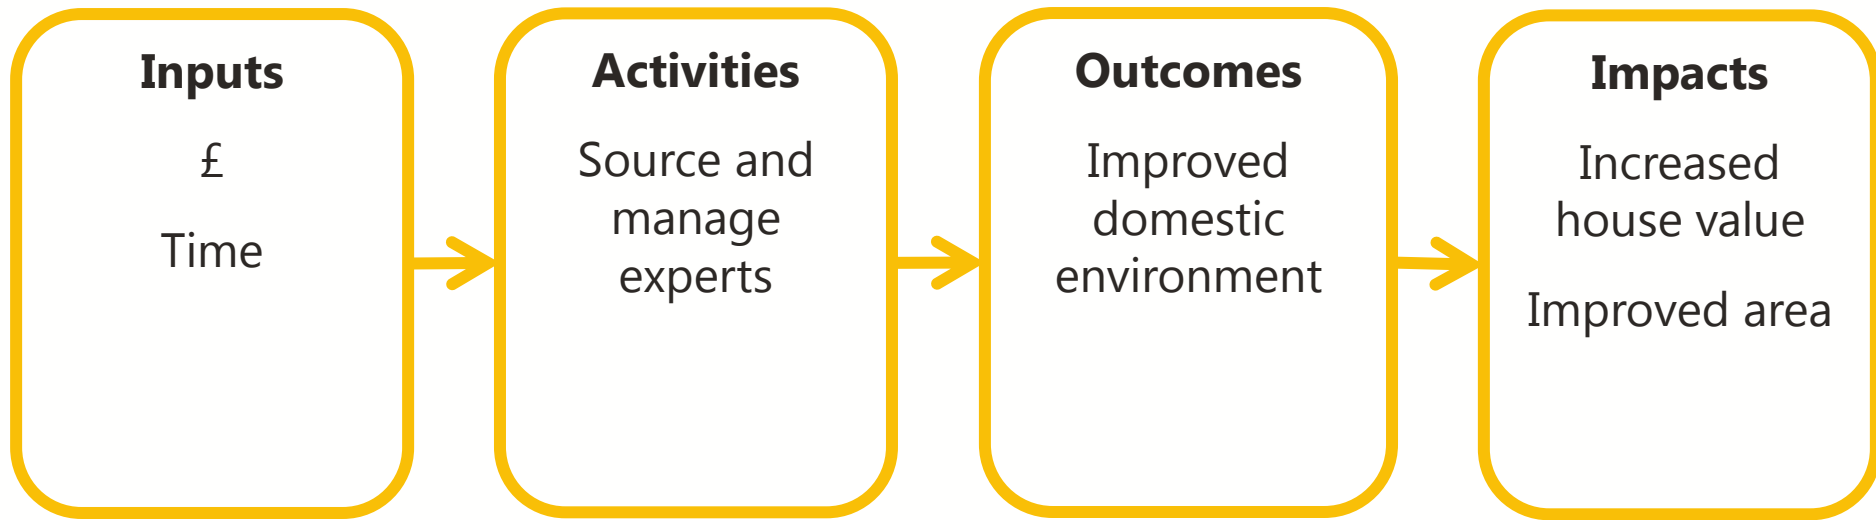 Inputs
£
Time
Activities
Source and
manage
experts
Outcomes
Improved
domestic
environment
Impacts
Increased
house value
Improved area